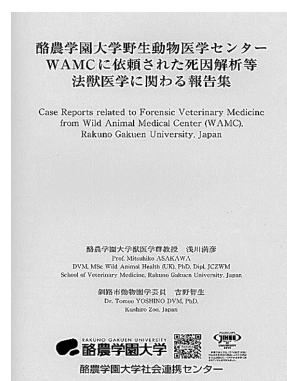 酪農学園大学野生動物医学センター
WAMCに依頼された死因解析等
法獣医学に関わる報告集
Case Reports related to Forensic Veterinary Medicine
from Wild Animal Medical Center (WAMC),
Rakuno Gakuen University, Japan
酪農学園大学獣医学群教授 浅川満彦
Prof. Mitsuhiko ASAKAWA
DVM, MSc Wild Animal Health (UK), PhD, Dipl. JCZWM
School of Veterinary Medicine, Rakuno Gakuen University, Japan
釧路市動物園学芸員 吉野智生
Dr. Tomoo YOSHINO DVM, PhD,
Kushiro Zoo, Japan
RAKUNO GAKUEN UNIVERSITY
酪農学園大学
酪農学園大学社会連携センター